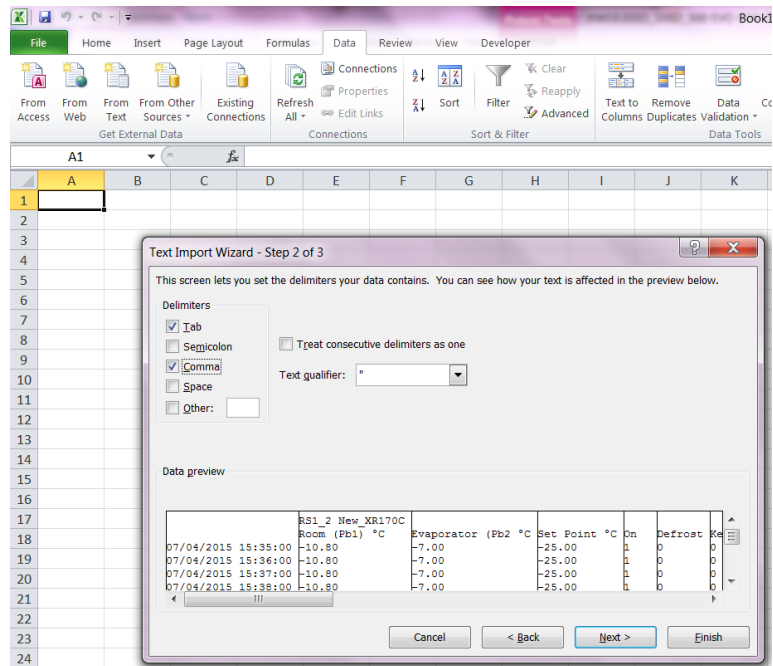 Book1
File Home Insert Page Layout Formulas Data Review View Developer
From Access
From Web
From Text
From Other Sources
Existing Connections
Refresh All
Connections
Properties
Edit Links
Sort
Filter
Clear
Reapply
Advanced
Text to Columns
Remove Duplicates
Data Validation
Co
Get External Data Connections Sort & Filter Data Tools
A1 fx
A B C D E F G H I J K
1
2
3
4
5
6
7
8
9
10
11
12
13
14
15
16
17
18
19
20
21
22
23
24
Text Import Wizard - Step 2 of 3
This screen lets you set the delimiters your data contains. You can see how your text is affected in the preview below.
Delimiters
Tab
Semicolon
Comma
Space
Other:
Treat consecutive delimiters as one
Text qualifier: "
Data preview
RS1_2 New_XR170C
Room (Pb1) °C Evaporator (Pb2 °C Set Point °C On Defrost Ke
07/04/2015 15:35:00 -10.80 -7.00 -25.00 1 0 0
07/04/2015 15:36:00 -10.80 -7.00 -25.00 1 0 0
07/04/2015 15:37:00 -10.80 -7.00 -25.00 1 0 0
07/04/2015 15:38:00 -10.80 -7.00 -25.00 1 0 0
Cancel < Back Next > Finish